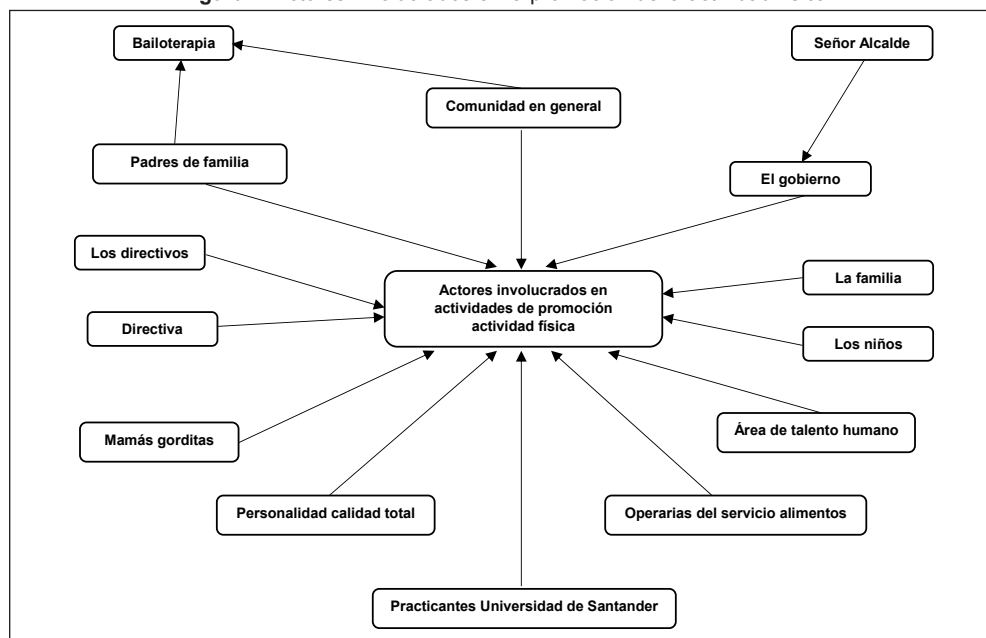 Bailoterapia
Señor Alcalde
Comunidad en general
Padres de familia
El gobierno
Los directivos
Actores involucrados en
actividades de promoción
actividad física
La familia
Directiva
Los niños
Mamás gorditas
Área de talento humano
Personalidad calidad total
Operarias del servicio alimentos
Practicantes Universidad de Santander